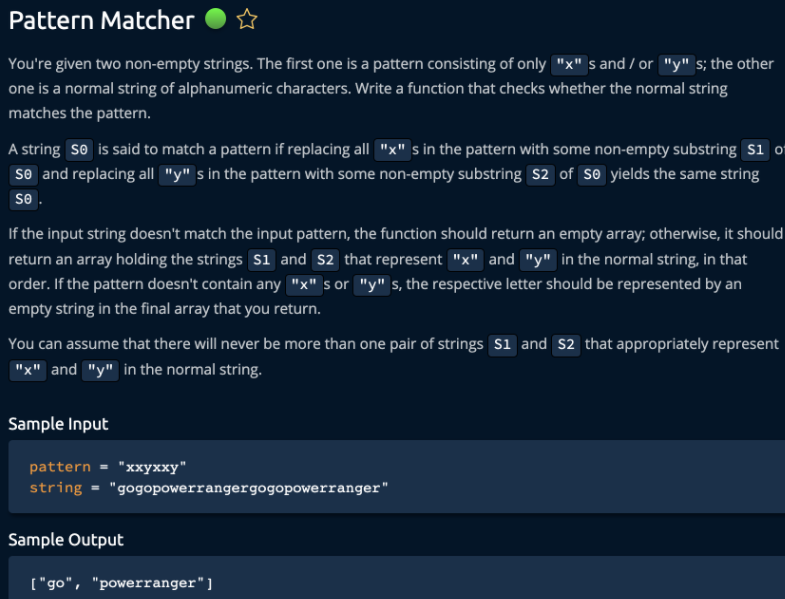 Pattern Matcher
You're given two non-empty strings. The first one is a pattern consisting of only "x" s and / or "y" s; the other
one is a normal string of alphanumeric characters. Write a function that checks whether the normal string
matches the pattern.
A string S0 is said to match a pattern if replacing all "x" s in the pattern with some non-empty substring S1 of
S0 and replacing all "y" s in the pattern with some non-empty substring S2 of S0 yields the same string
S0 .
If the input string doesn't match the input pattern, the function should return an empty array; otherwise, it should
return an array holding the strings S1 and S2 that represent "x" and "y" in the normal string, in that
order. If the pattern doesn't contain any "x" s or "y" s, the respective letter should be represented by an
empty string in the final array that you return.
You can assume that there will never be more than one pair of strings S1 and S2 that appropriately represent
"x" and "y" in the normal string.
Sample Input
pattern = "xxyxxy"
string = "gogopowerrangergogopowerranger"
Sample Output
["go", "powerranger"]